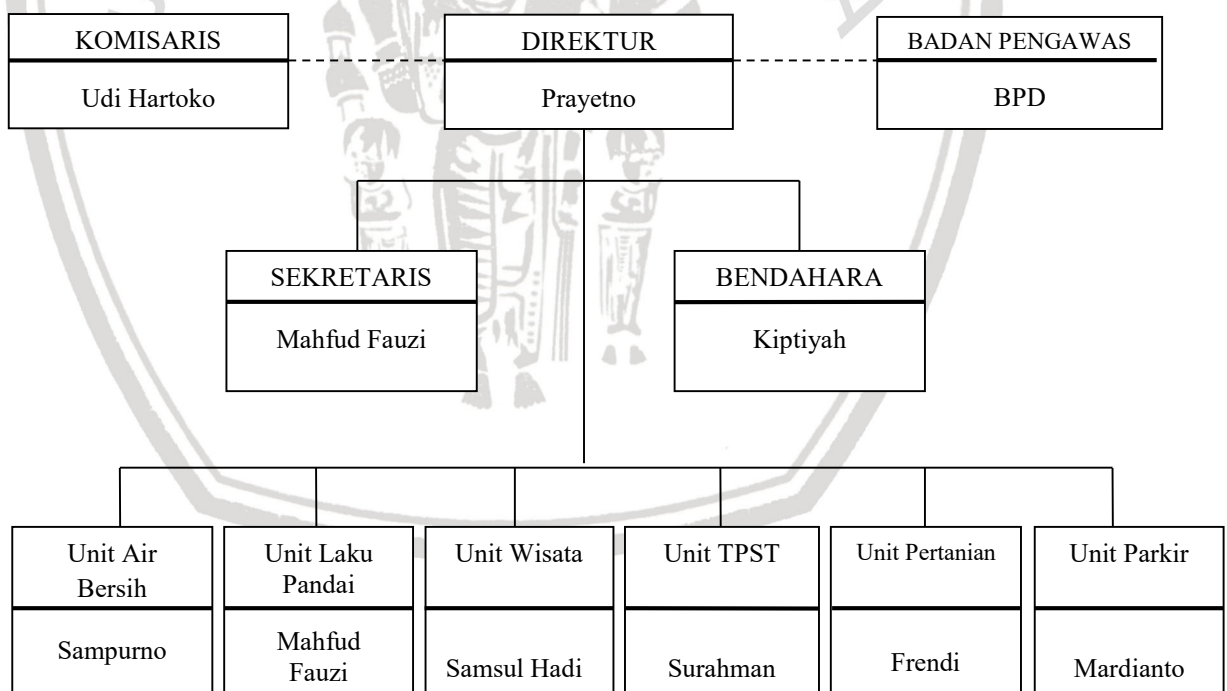 KOMISARIS
Udi Hartoko
DIREKTUR
Prayetno
BADAN PENGAWAS
BPD
SEKRETARIS
Mahfud Fauzi
BENDAHARA
Kiptiyah
Unit Air
Bersih
Sampurno
Unit Laku
Pandai
Mahfud
Fauzi
Unit Wisata
Samsul Hadi
Unit TPST
Surahman
Unit Pertanian
Frendi
Unit Parkir
Mardianto